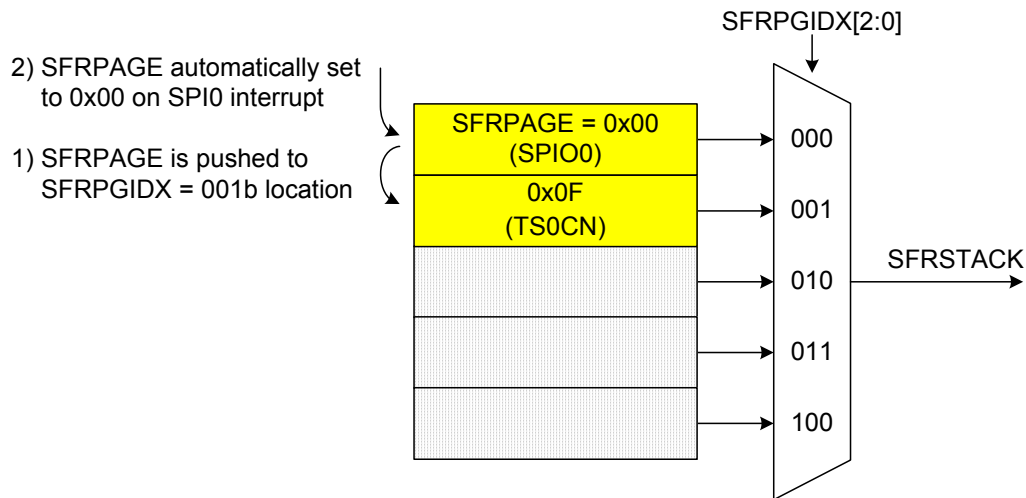 SFRPGIDX[2:0]
2) SFRPAGE automatically set
to 0x00 on SPI0 interrupt
1) SFRPAGE is pushed to
SFRPGIDX = 001b location
SFRPAGE = 0x00
(SPIO0)
0x0F
(TS0CN)
000
001
010
011
100
SFRSTACK